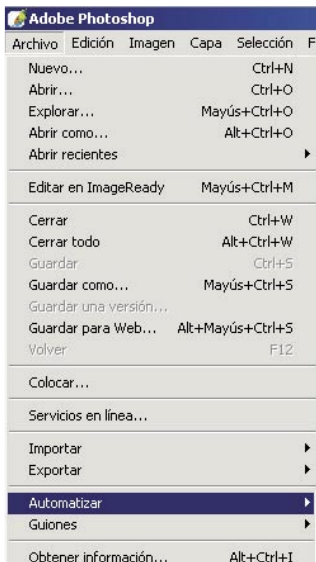 Adobe Photoshop
Archivo Edición Imagen Capa Selección F
Nuevo... Ctrl+N
Abrir... Ctrl+O
Explorar... Mayús+Ctrl+O
Abrir como... Alt+Ctrl+O
Abrir recientes
Editar en ImageReady Mayús+Ctrl+M
Cerrar Ctrl+W
Cerrar todo Alt+Ctrl+W
Guardar Ctrl+S
Guardar como... Mayús+Ctrl+S
Guardar una versión...
Guardar para Web... Alt+Mayús+Ctrl+S
Volver F12
Colocar...
Servicios en línea...
Importar
Exportar
Automatizar
Guiones
Obtener información... Alt+Ctrl+I